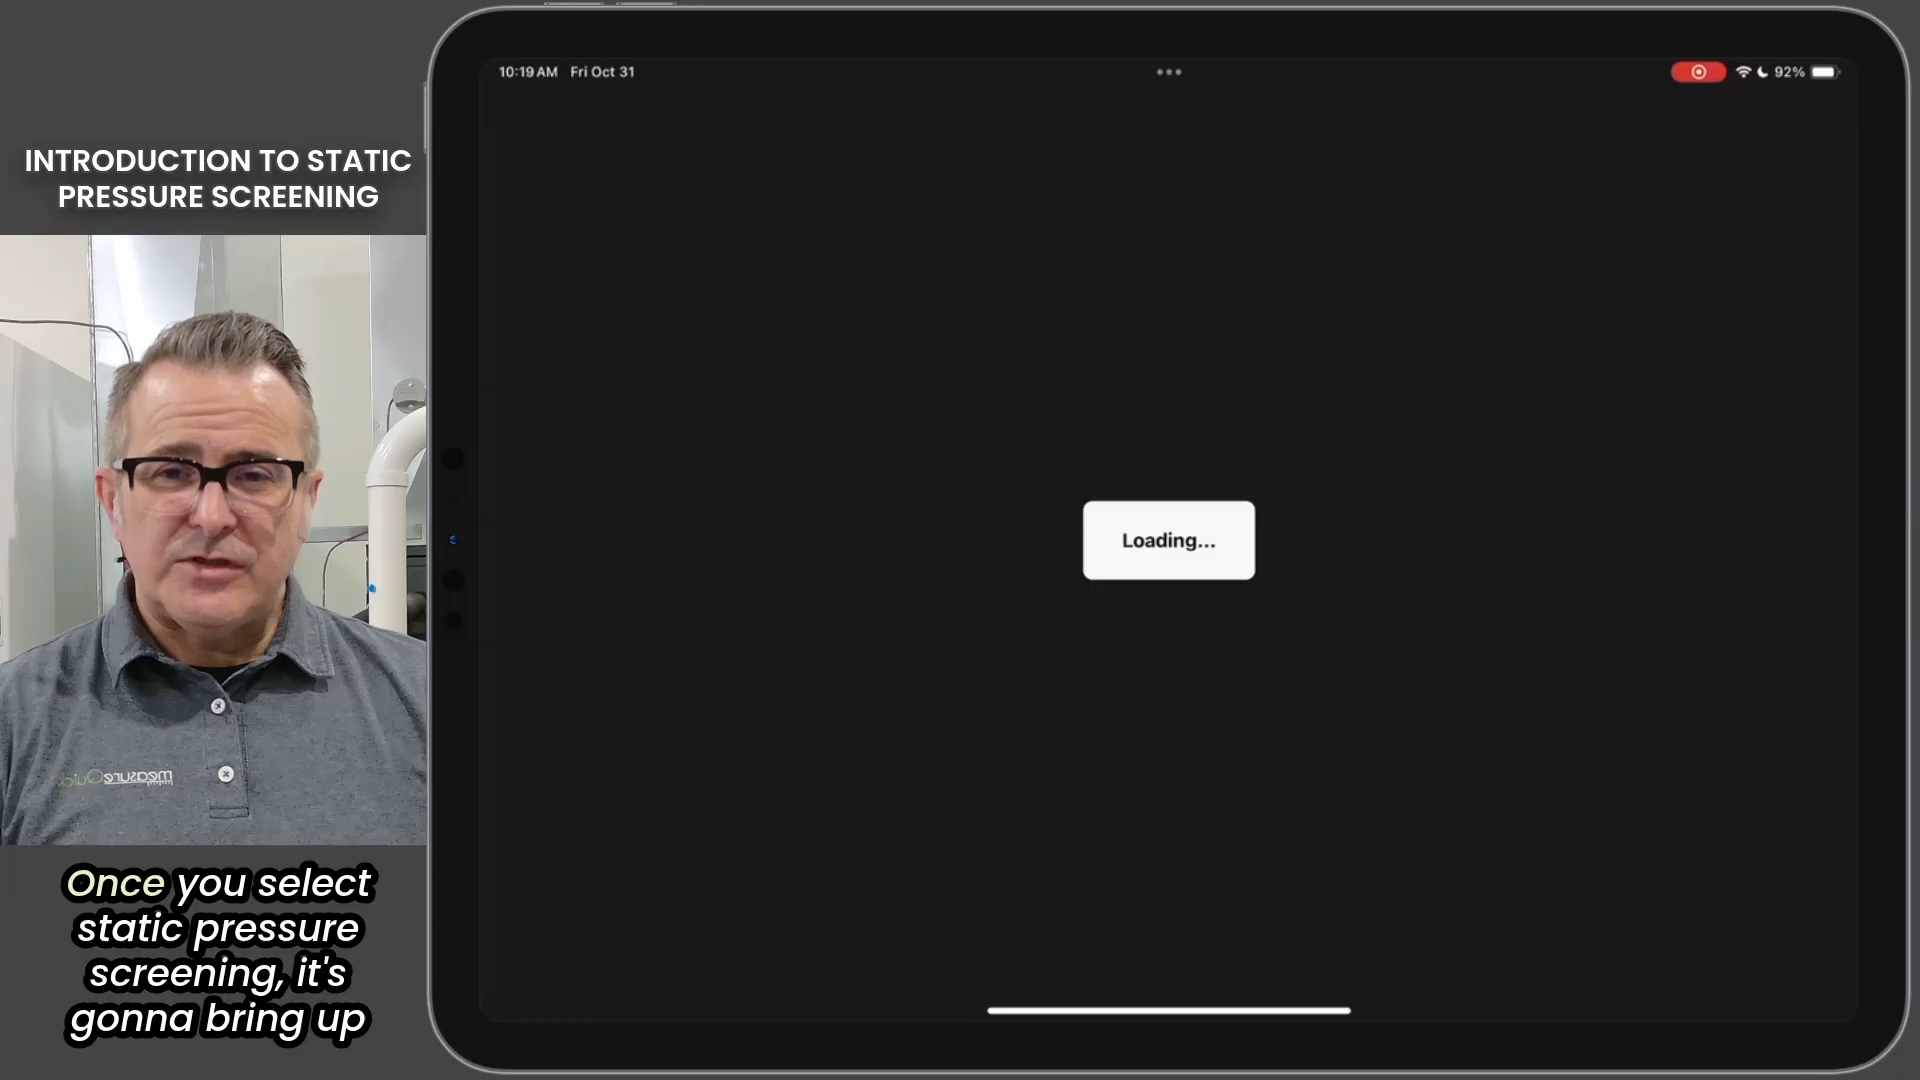 10:19 AM Fri Oct 31
92%
INTRODUCTION TO STATIC
PRESSURE SCREENING
Loading...
measureQuick
Once you select
static pressure
screening, it's
gonna bring up